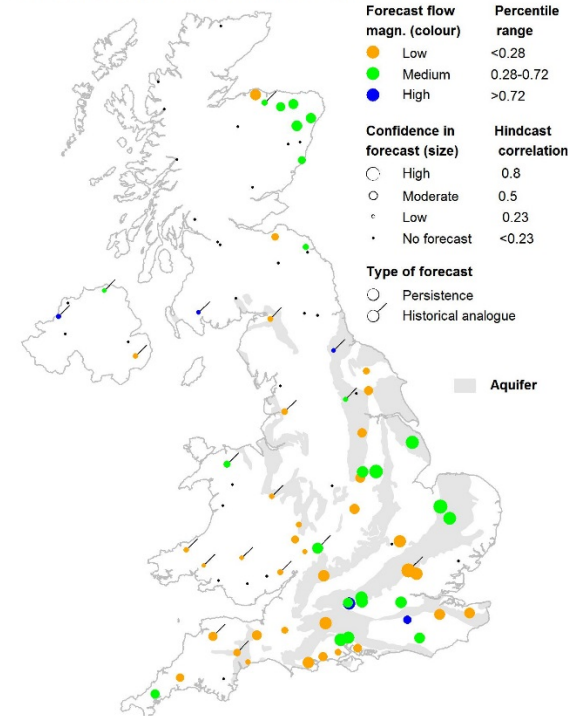 Forecast flow Percentile
magn. (colour) range
Low <0.28
Medium 0.28-0.72
High >0.72
Confidence in Hindcast
forecast (size) correlation
High 0.8
Moderate 0.5
Low 0.23
No forecast <0.23
Type of forecast
Persistence
Historical analogue
Aquifer